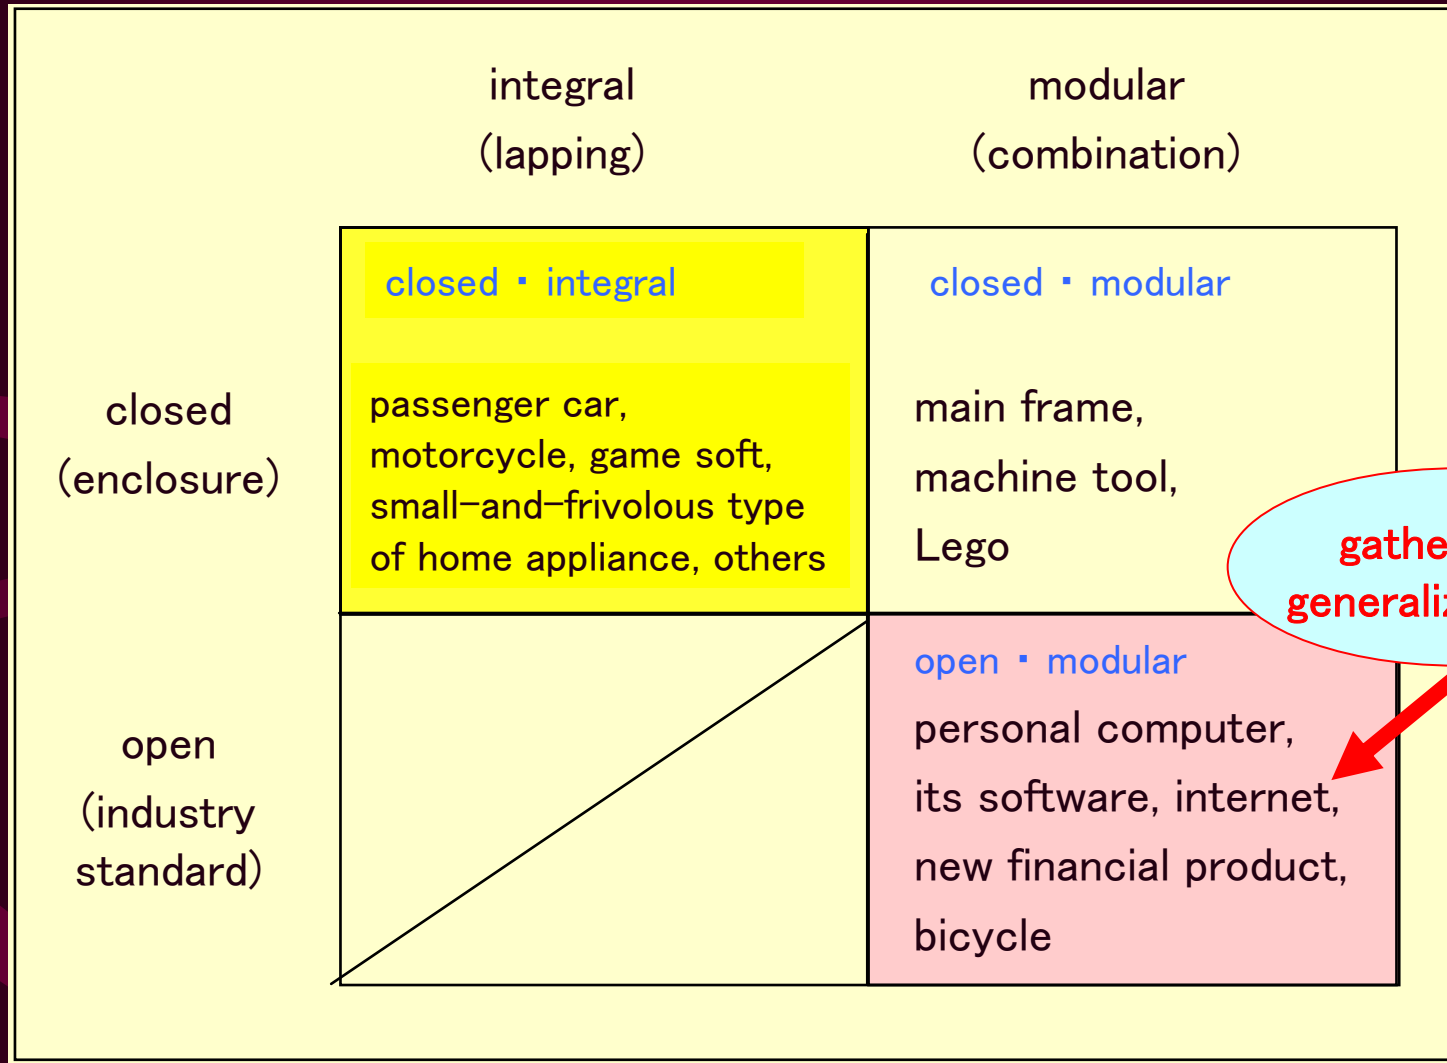 integral
(lapping)
modular
(combination)
closed
(enclosure)
closed・integral
passenger car,
motorcycle, game soft,
small-and-frivolous type
of home appliance, others
closed・modular
main frame,
machine tool,
Lego
open
(industry
standard)
open・modular
personal computer,
its software, internet,
new financial product,
bicycle